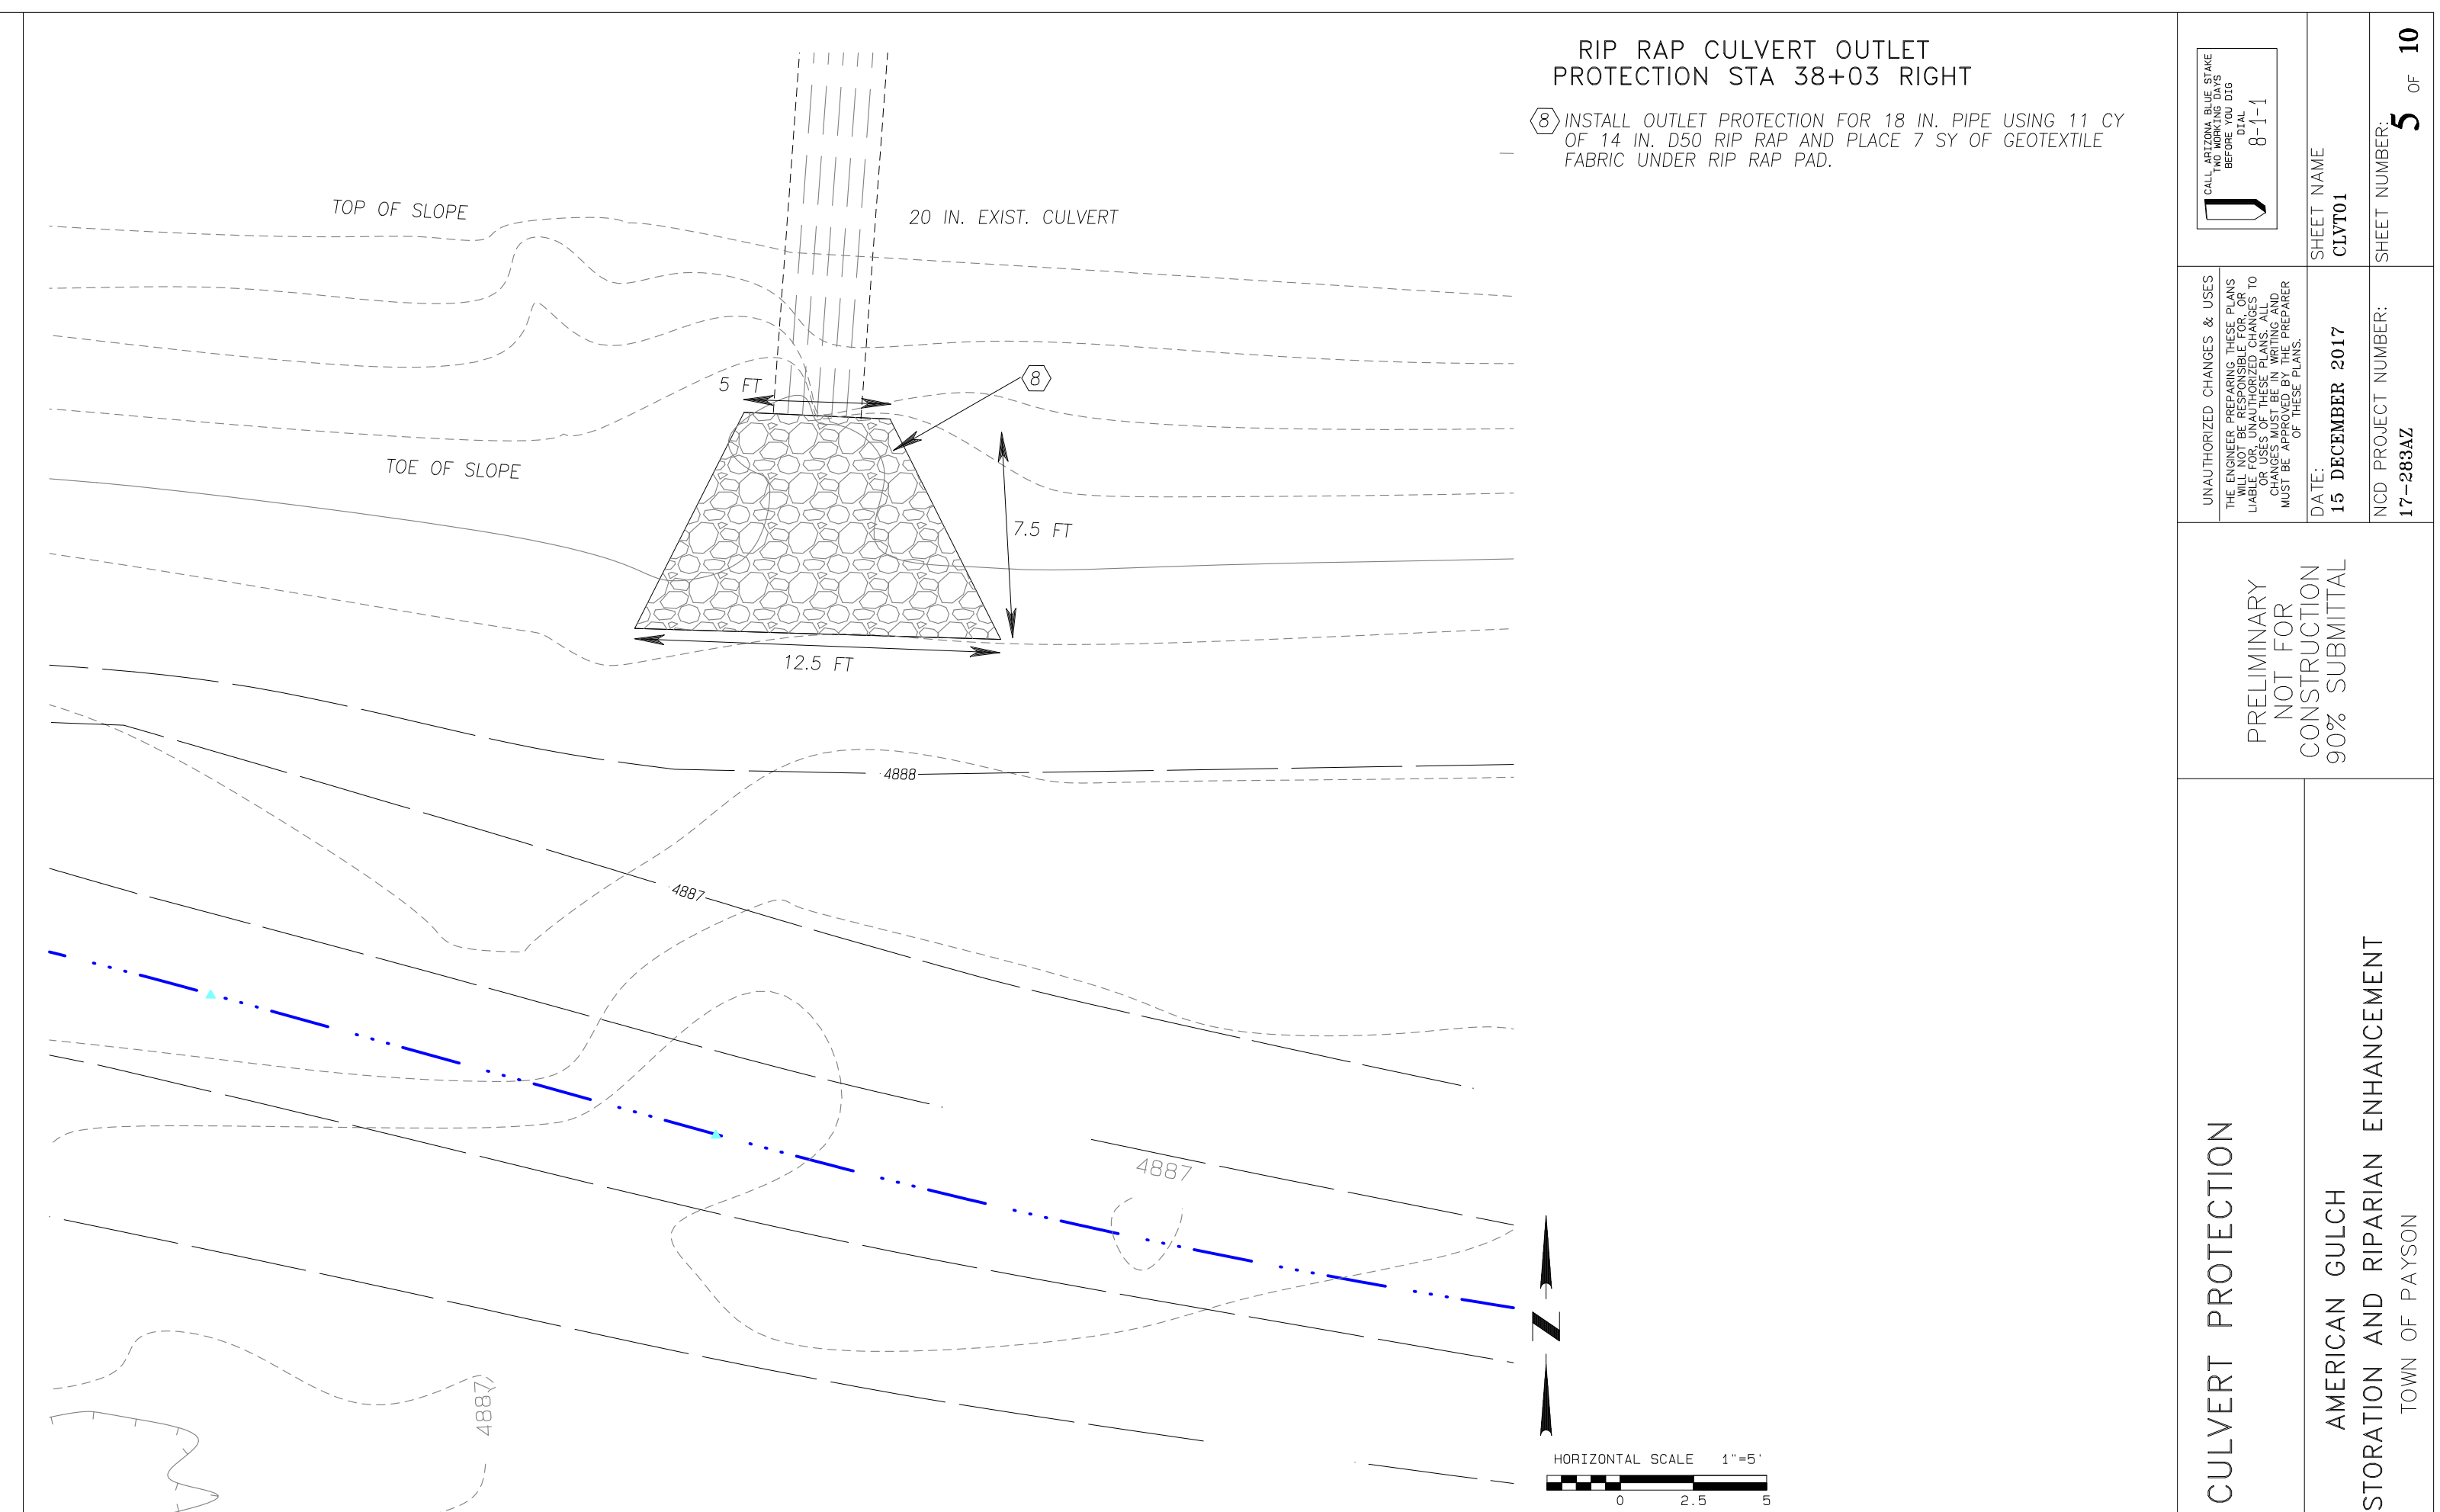 RIP RAP CULVERT OUTLET
PROTECTION STA 38+03 RIGHT
8 INSTALL OUTLET PROTECTION FOR 18 IN. PIPE USING 11 CY
OF 14 IN. D50 RIP RAP AND PLACE 7 SY OF GEOTEXTILE
FABRIC UNDER RIP RAP PAD.
TOP OF SLOPE
20 IN. EXIST. CULVERT
5 FT
8
TOE OF SLOPE
7.5 FT
12.5 FT
4888
4887
4887
4887
N
HORIZONTAL SCALE 1"=5'
0 2.5 5
CALL ARIZONA BLUE STAKE
TWO WORKING DAYS
BEFORE YOU DIG
DIAL
8-1-1
SHEET NAME
CLVT01
SHEET NUMBER:
5 OF 10
UNAUTHORIZED CHANGES & USES
THE ENGINEER PREPARING THESE PLANS
WILL NOT BE RESPONSIBLE FOR, OR
LIABLE FOR, UNAUTHORIZED CHANGES TO
OR USES OF THESE PLANS. ALL
CHANGES MUST BE IN WRITING AND
MUST BE APPROVED BY THE PREPARER
OF THESE PLANS.
DATE:
15 DECEMBER 2017
NCD PROJECT NUMBER:
17-283AZ
PRELIMINARY
NOT FOR
CONSTRUCTION
90% SUBMITTAL
CULVERT PROTECTION
AMERICAN GULCH
STORATION AND RIPARIAN ENHANCEMENT
TOWN OF PAYSON